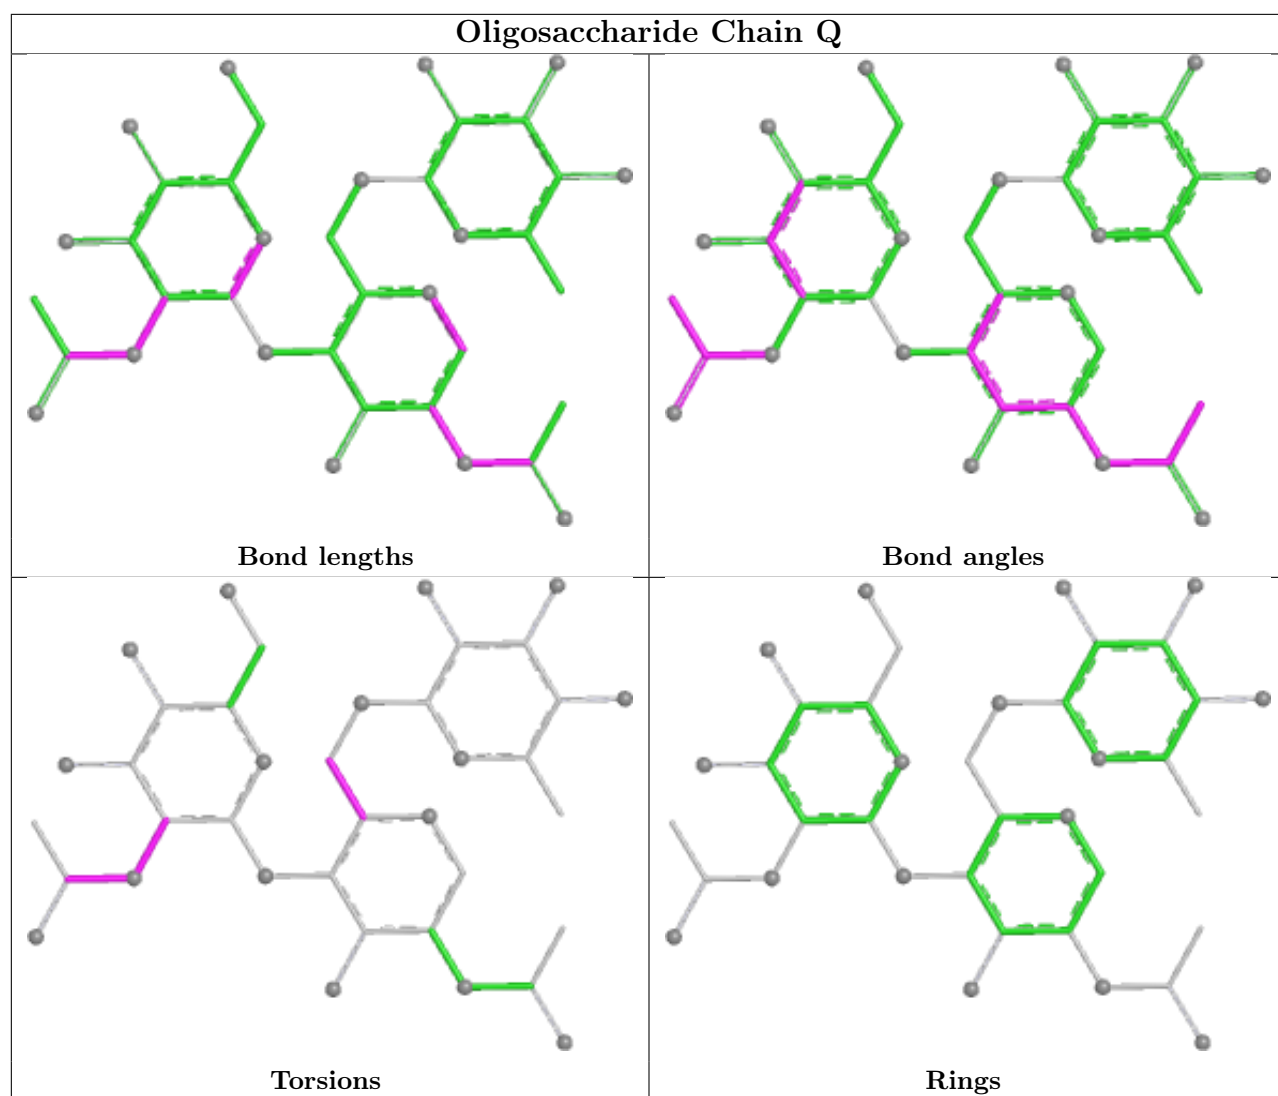 Oligosaccharide Chain Q
Bond lengths
Bond angles
Torsions
Rings